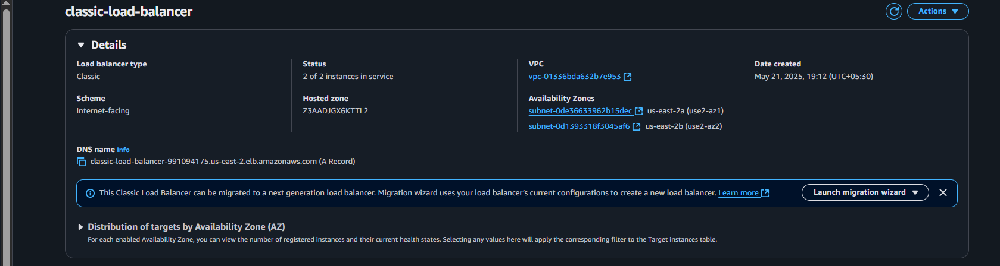 classic-load-balancer
Actions
Details
Load balancer type
Classic
Status
2 of 2 instances in service
VPC
vpc-01336bda632b7e953
Date created
May 21, 2025, 19:12 (UTC+05:30)
Scheme
Internet-facing
Hosted zone
Z3AADJGX6KTTL2
Availability Zones
subnet-0de36633962b15dec us-east-2a (use2-az1)
subnet-0d1393318f3045af6 us-east-2b (use2-az2)
DNS name Info
classic-load-balancer-991094175.us-east-2.elb.amazonaws.com (A Record)
This Classic Load Balancer can be migrated to a next generation load balancer. Migration wizard uses your load balancer’s current configurations to create a new load balancer. Learn more
Launch migration wizard
Distribution of targets by Availability Zone (AZ)
For each enabled Availability Zone, you can view the number of registered instances and their current health states. Selecting any values here will apply the corresponding filter to the Target instances table.